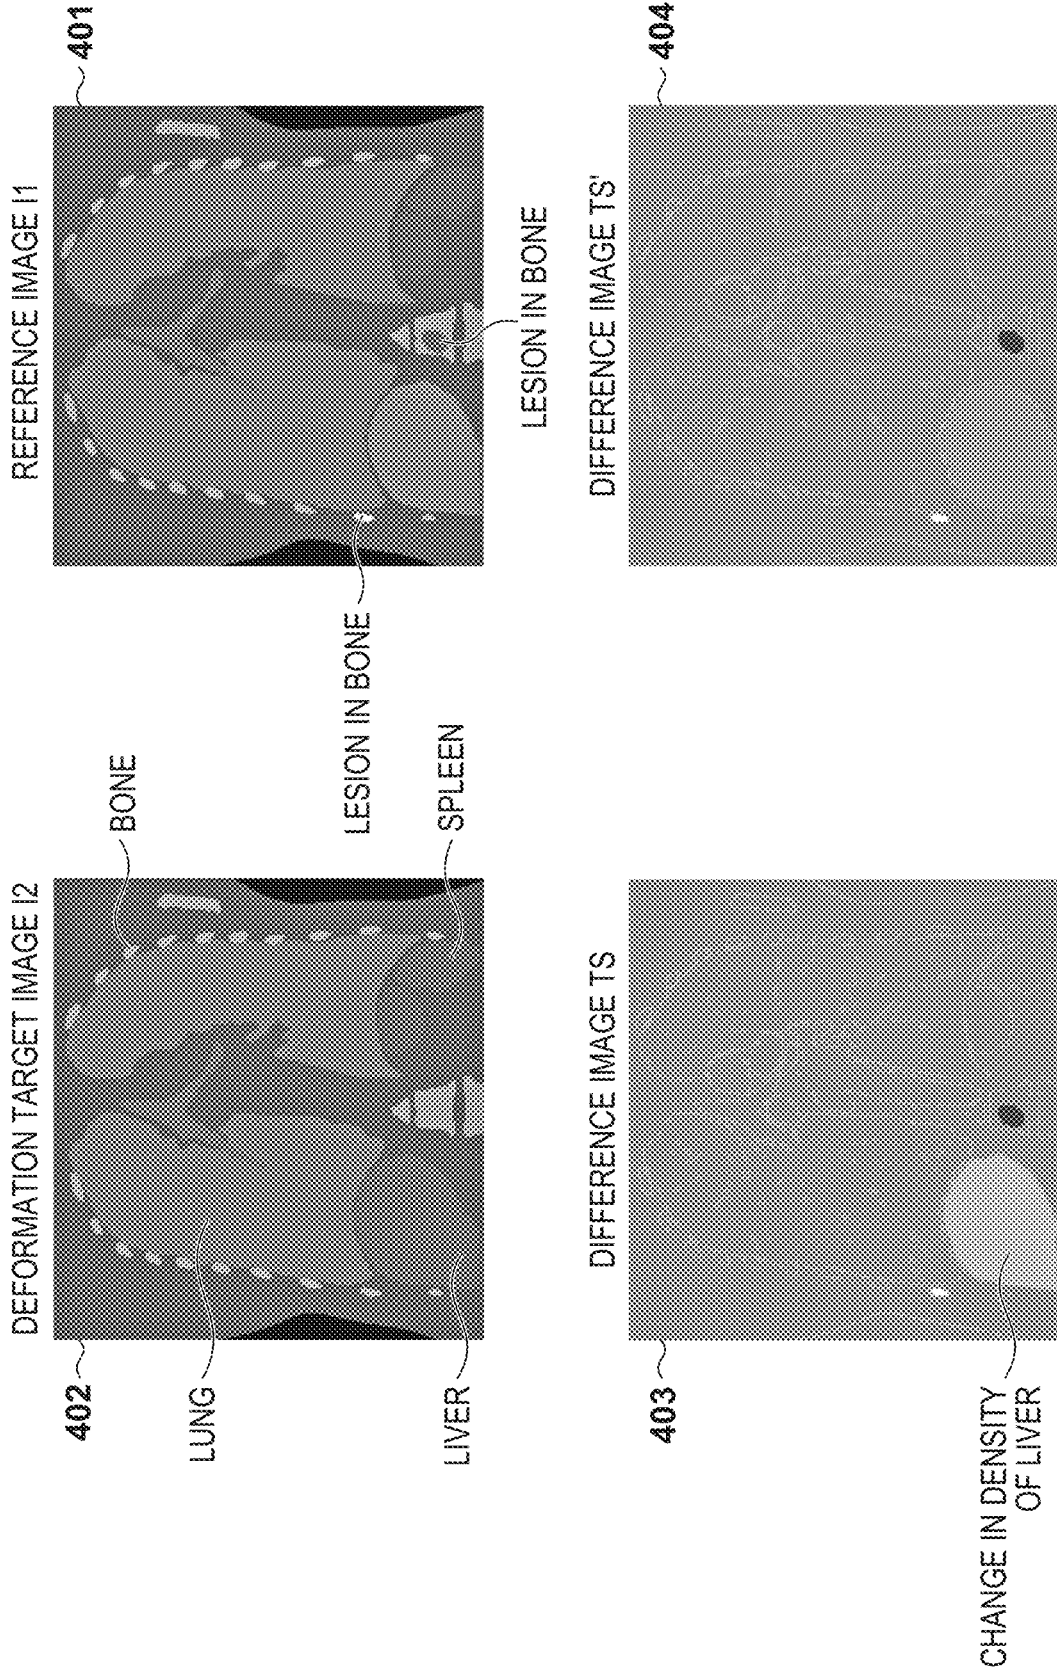 DEFORMATION TARGET IMAGE I2
402
BONE
LUNG
LIVER
SPLEEN
REFERENCE IMAGE I1
401
LESION IN BONE
LESION IN BONE
DIFFERENCE IMAGE TS
403
CHANGE IN DENSITY
OF LIVER
DIFFERENCE IMAGE TS'
404